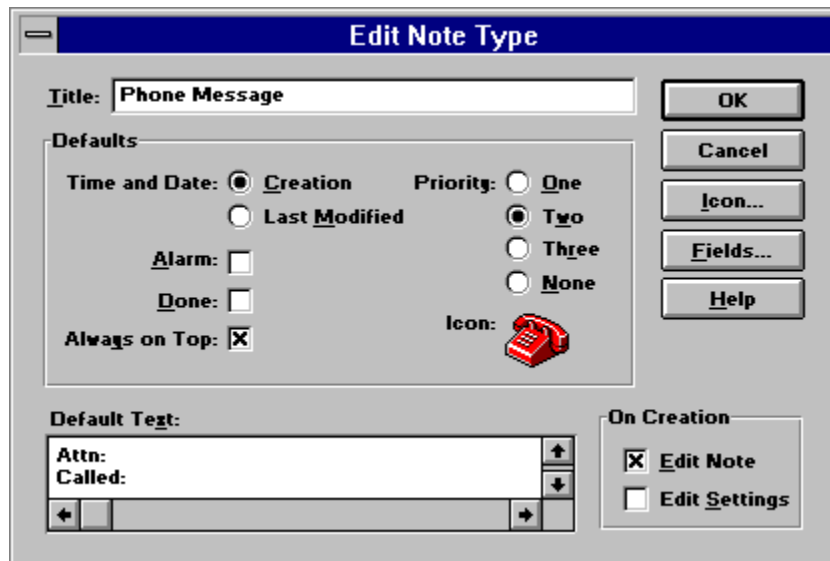 Edit Note Type
Title: Phone Message
OK
Defaults
Cancel
Time and Date: Creation
Priority: One
Last Modified
Two
Icon...
Alarm:
Three
Fields...
Done:
None
Help
Always on Top:
Icon:
Default Text:
On Creation
Attn:
Called:
Edit Note
Edit Settings